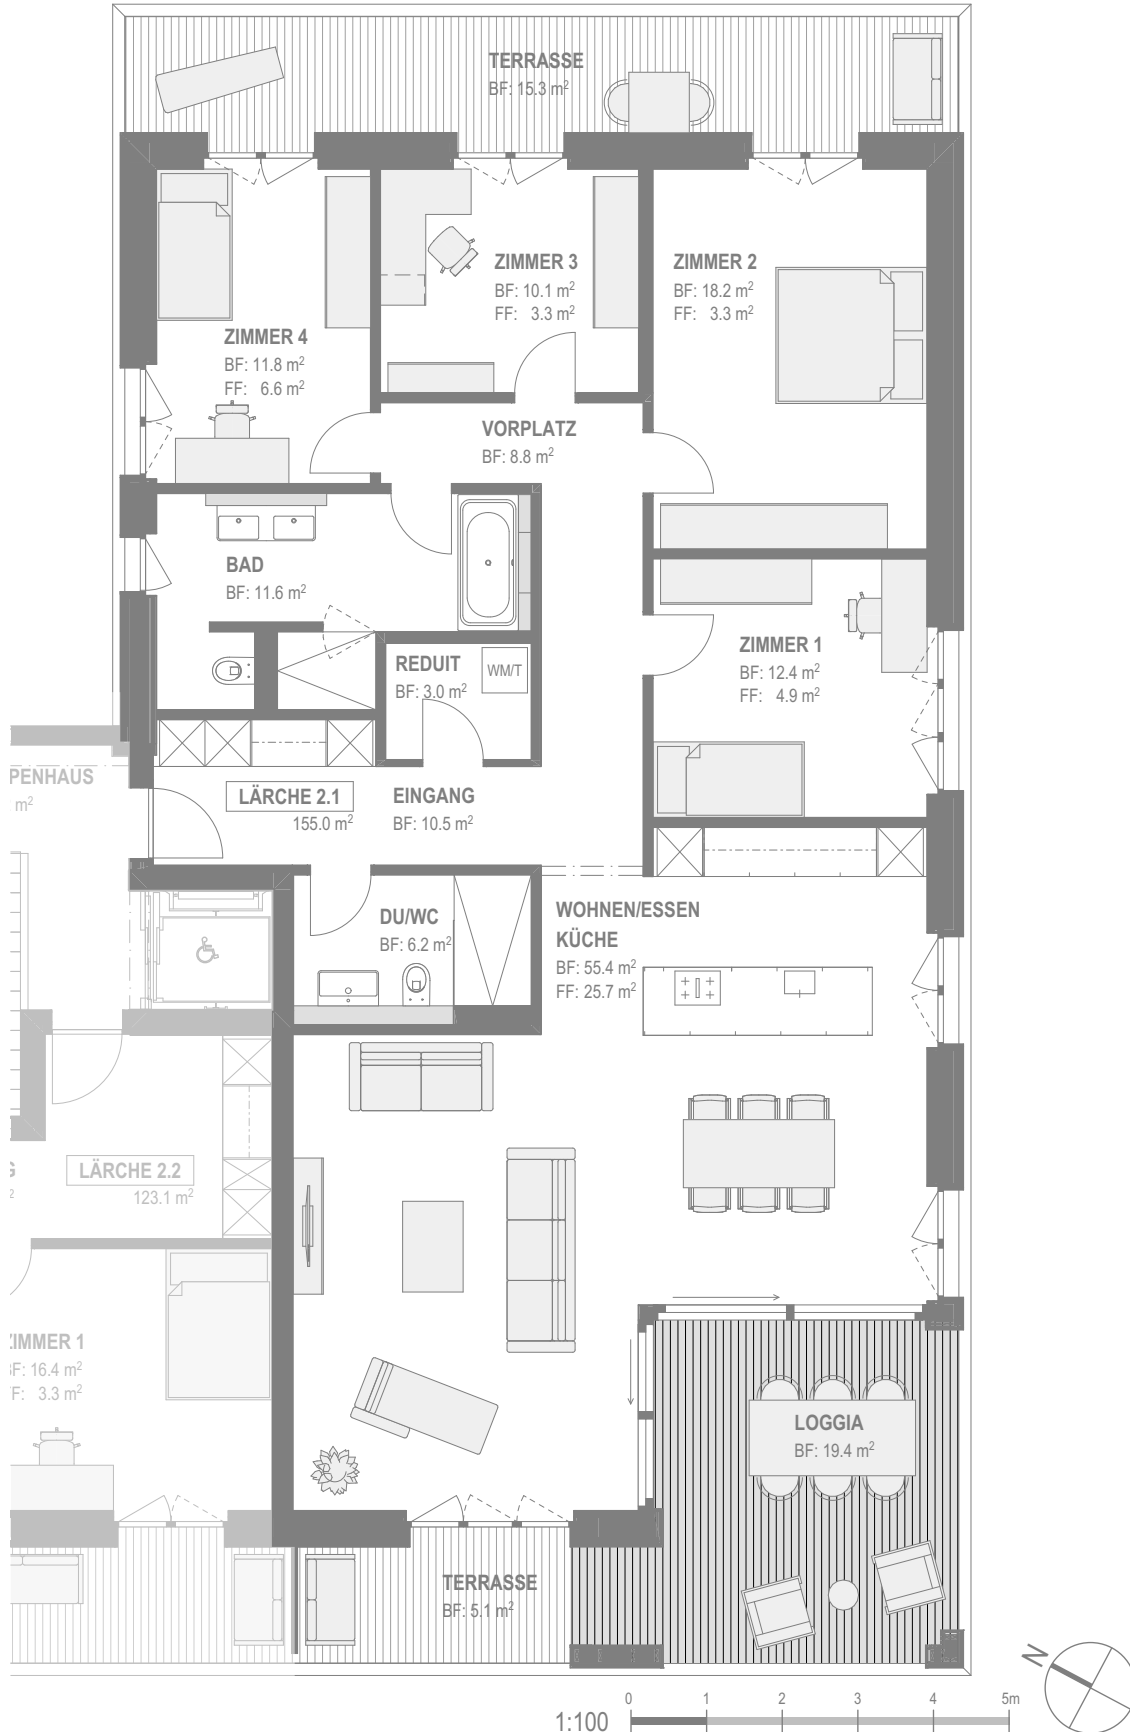 TERRASSE
BF: 15.3 m²
ZIMMER 3
BF: 10.1 m²
FF: 3.3 m²
ZIMMER 2
BF: 18.2 m²
FF: 3.3 m²
ZIMMER 4
BF: 11.8 m²
FF: 6.6 m²
VORPLATZ
BF: 8.8 m²
BAD
BF: 11.6 m²
REDUIT
BF: 3.0 m²
WM/T
ZIMMER 1
BF: 12.4 m²
FF: 4.9 m²
PENHAUS
m²
LÄRCHE 2.1
155.0 m²
EINGANG
BF: 10.5 m²
DU/WC
BF: 6.2 m²
WOHNEN/ESSEN
KÜCHE
BF: 55.4 m²
FF: 25.7 m²
LÄRCHE 2.2
123.1 m²
ZIMMER 1
BF: 16.4 m²
FF: 3.3 m²
LOGGIA
BF: 19.4 m²
TERRASSE
BF: 5.1 m²
N
0 1 2 3 4 5m
1:100